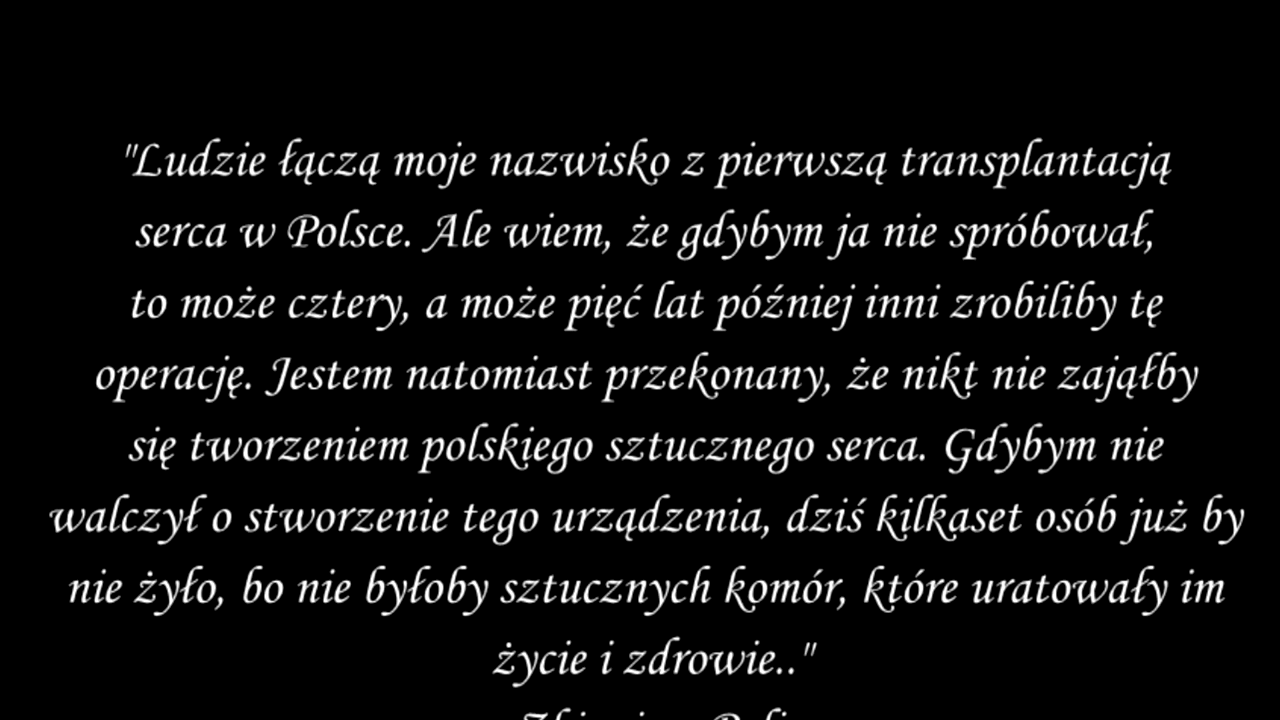 "Ludzie łączą moje nazwisko z pierwszą transplantacją
serca w Polsce. Ale wiem, że gdybym ja nie spróbował,
to może cztery, a może pięć lat później inni zrobiliby tę
operację. Jestem natomiast przekonany, że nikt nie zająłby
się tworzeniem polskiego sztucznego serca. Gdybym nie
walczył o stworzenie tego urządzenia, dziś kilkaset osób już by
nie żyło, bo nie byłoby sztucznych komór, które uratowały im
życie i zdrowie.."